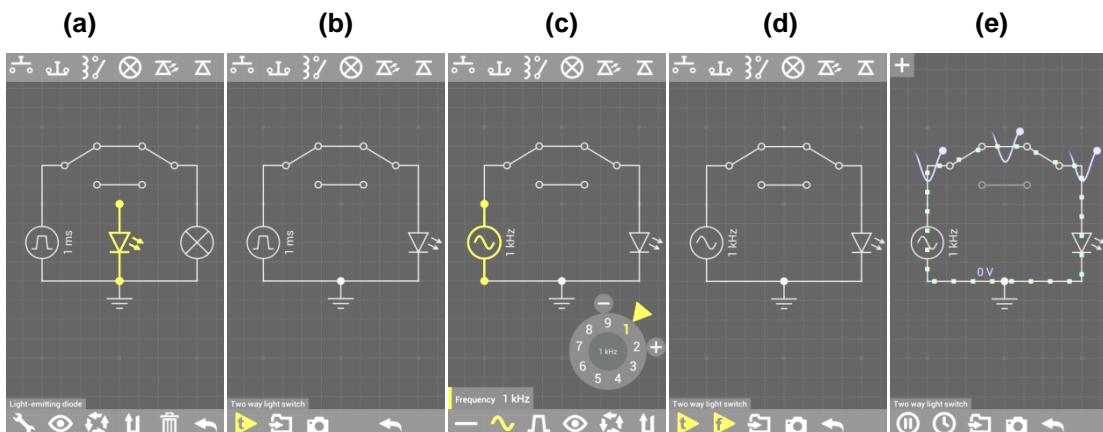 (a) (b) (c) (d) (e)
1 ms
Light-emitting diode
1 ms
t
Two way light switch
1 kHz
9
8 1
7 1 kHz 2
6 3
5 4
Frequency 1 kHz
1 kHz
Two way light switch
t f
1 kHz
0 V
Two way light switch